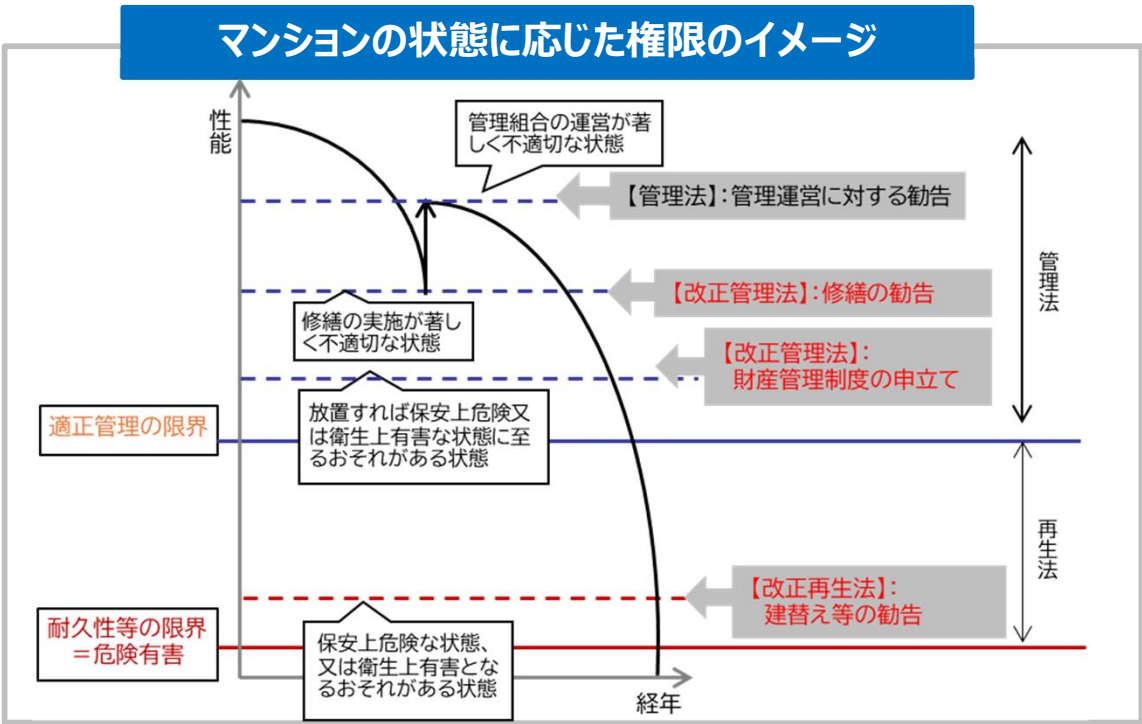 マンションの状態に応じた権限のイメージ
性能
管理組合の運営が著
しく不適切な状態
【管理法】：管理運営に対する勧告
管理法
【改正管理法】：修繕の勧告
修繕の実施が著し
く不適切な状態
【改正管理法】：
財産管理制度の申立て
放置すれば保安上危険又
は衛生上有害な状態に至
るおそれがある状態
適正管理の限界
再生法
【改正再生法】：
建替え等の勧告
耐久性等の限界
＝危険有害
保安上危険な状態、
又は衛生上有害とな
るおそれがある状態
経年